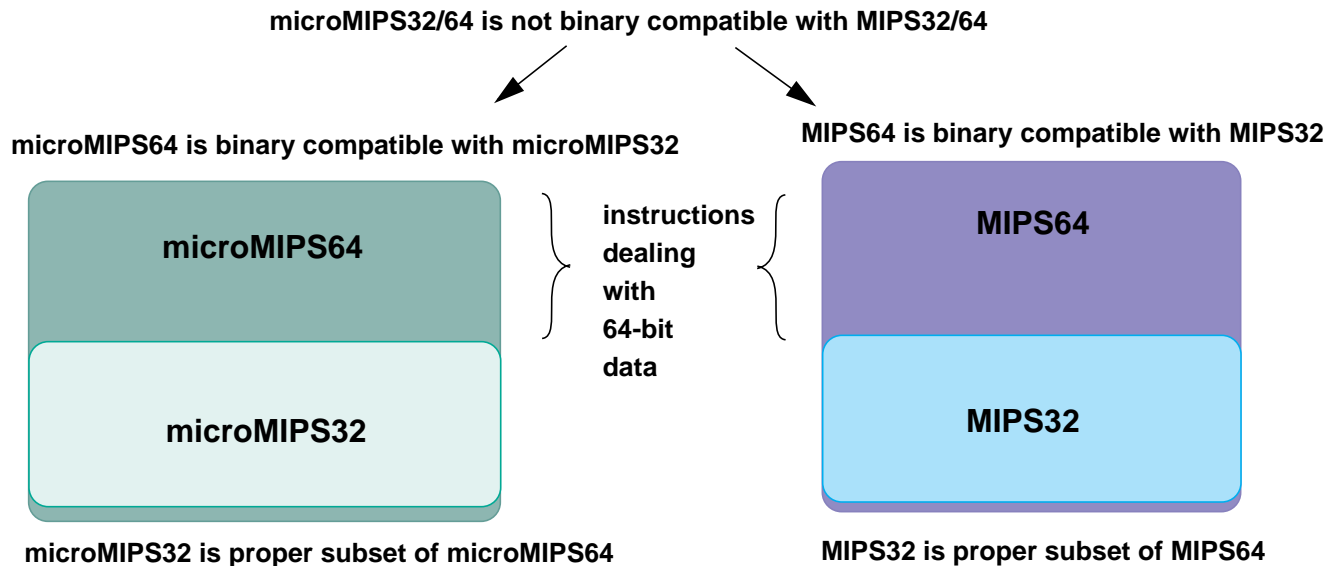 microMIPS32/64 is not binary compatible with MIPS32/64
microMIPS64 is binary compatible with microMIPS32
MIPS64 is binary compatible with MIPS32
microMIPS64
instructions
dealing
with
64-bit
data
MIPS64
microMIPS32
MIPS32
microMIPS32 is proper subset of microMIPS64
MIPS32 is proper subset of MIPS64